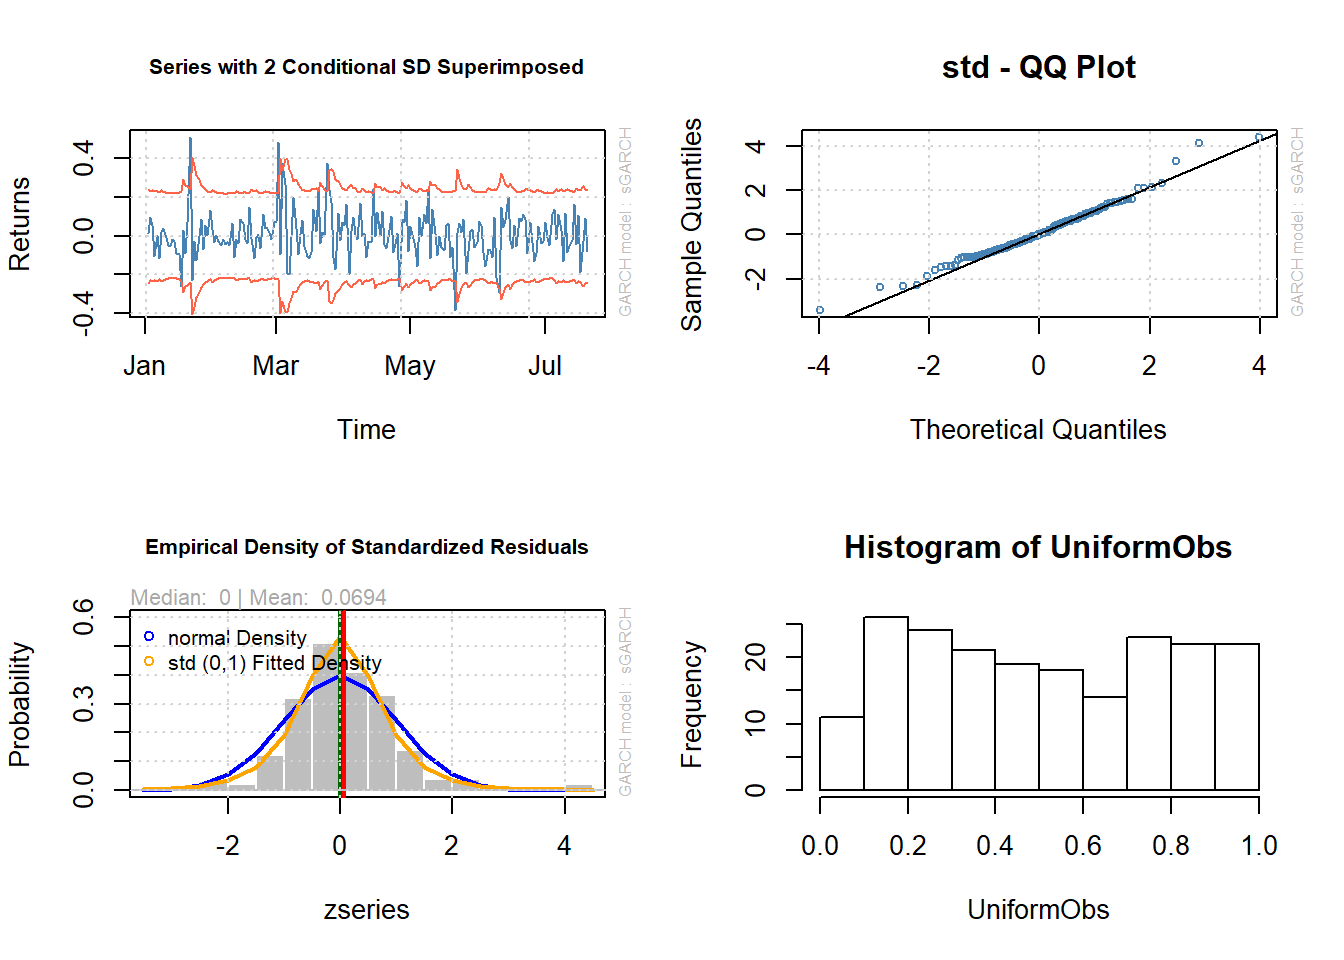 Series with 2 Conditional SD Superimposed
Returns
0.4
0.0
-0.4
Jan
Mar
May
Jul
Time
GARCH model : sGARCH
std - QQ Plot
Sample Quantiles
4
2
0
-2
-4
-2
0
2
4
Theoretical Quantiles
GARCH model : sGARCH
Empirical Density of Standardized Residuals
Median: 0 | Mean: 0.0694
normal Density
std (0,1) Fitted Density
Probability
0.6
0.3
0.0
-2
0
2
4
zseries
GARCH model : sGARCH
Histogram of UniformObs
Frequency
20
10
0
0.0
0.2
0.4
0.6
0.8
1.0
UniformObs